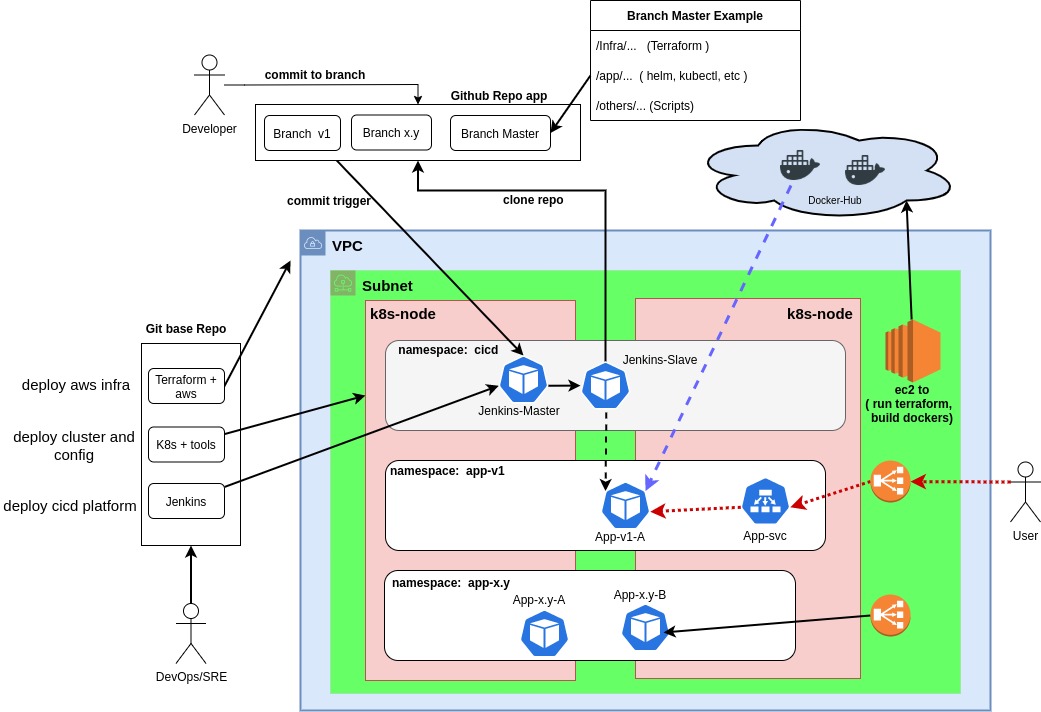 Branch Master Example
/Infra/... (Terraform )
/app/... ( helm, kubectl, etc )
/others/... (Scripts)
commit to branch
Developer
Github Repo app
Branch v1
Branch x.y
Branch Master
commit trigger
clone repo
Docker-Hub
VPC
Subnet
k8s-node
k8s-node
Git base Repo
namespace: cicd
Jenkins-Slave
Jenkins-Master
deploy aws infra
Terraform +
aws
ec2 to
( run terraform,
build dockers)
deploy cluster and
config
K8s + tools
deploy cicd platform
Jenkins
namespace: app-v1
App-v1-A
App-svc
User
namespace: app-x.y
App-x.y-A
App-x.y-B
DevOps/SRE